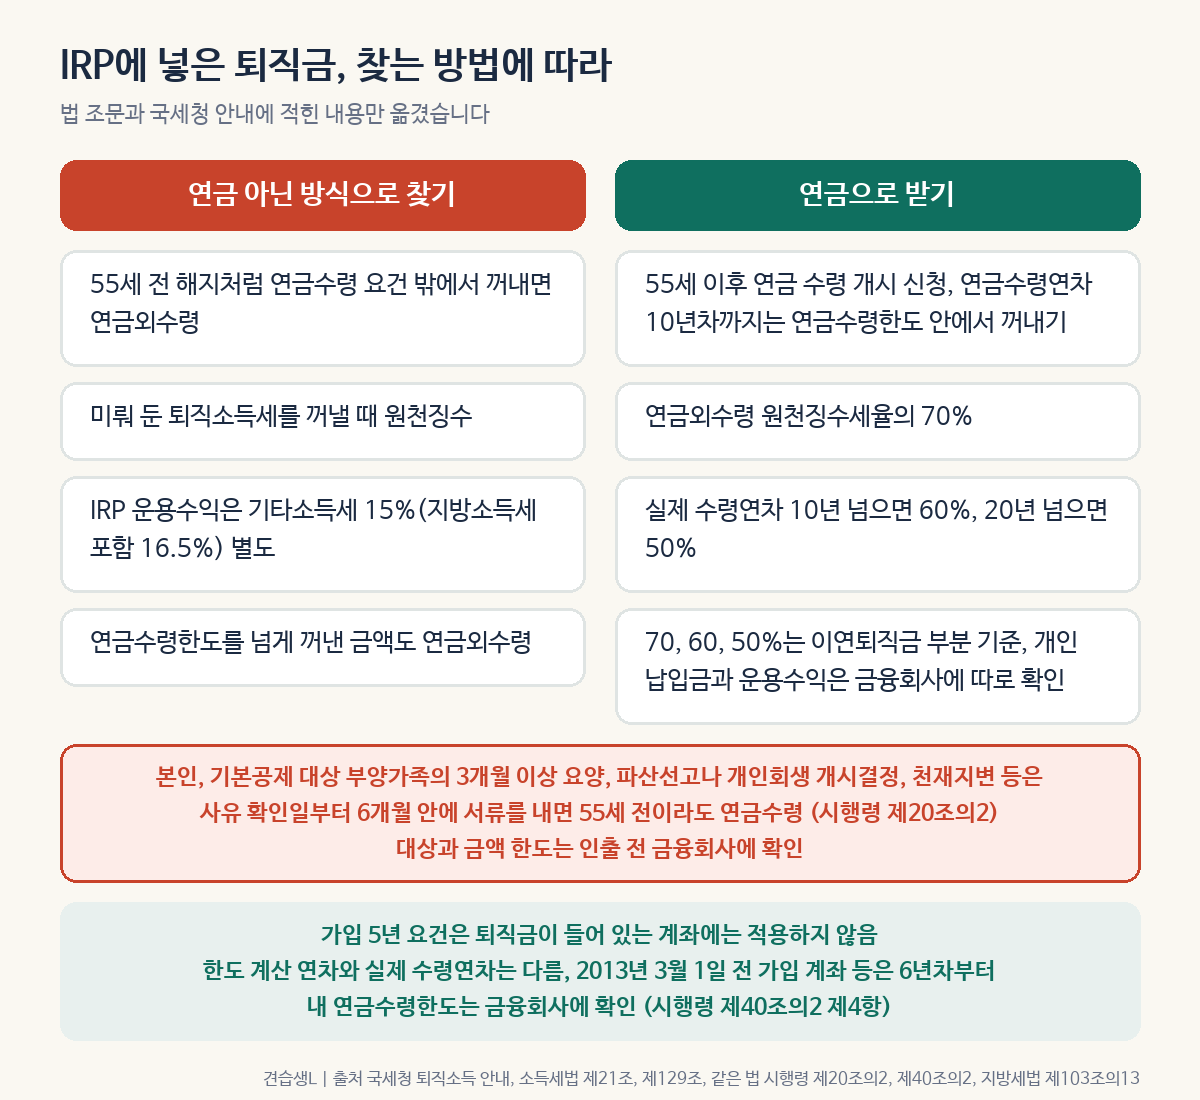 IRP에 넣은 퇴직금, 찾는 방법에 따라
법 조문과 국세청 안내에 적힌 내용만 옮겼습니다
연금 아닌 방식으로 찾기
55세 전 해지처럼 연금수령 요건 밖에서 꺼내면
연금외수령
미뤄 둔 퇴직소득세를 꺼낼 때 원천징수
IRP 운용수익은 기타소득세 15%(지방소득세
포함 16.5%) 별도
연금수령한도를 넘게 꺼낸 금액도 연금외수령
연금으로 받기
55세 이후 연금 수령 개시 신청, 연금수령연차
10년차까지는 연금수령한도 안에서 꺼내기
연금외수령 원천징수세율의 70%
실제 수령연차 10년 넘으면 60%, 20년 넘으면
50%
70, 60, 50%는 이연퇴직금 부분 기준, 개인
납입금과 운용수익은 금융회사에 따로 확인
본인, 기본공제 대상 부양가족의 3개월 이상 요양, 파산선고나 개인회생 개시결정, 천재지변 등은
사유 확인일부터 6개월 안에 서류를 내면 55세 전이라도 연금수령 (시행령 제20조의2)
대상과 금액 한도는 인출 전 금융회사에 확인
가입 5년 요건은 퇴직금이 들어 있는 계좌에는 적용하지 않음
한도 계산 연차와 실제 수령연차는 다름, 2013년 3월 1일 전 가입 계좌 등은 6년차부터
내 연금수령한도는 금융회사에 확인 (시행령 제40조의2 제4항)
견습생L | 출처 국세청 퇴직소득 안내, 소득세법 제21조, 제129조, 같은 법 시행령 제20조의2, 제40조의2, 지방세법 제103조의13